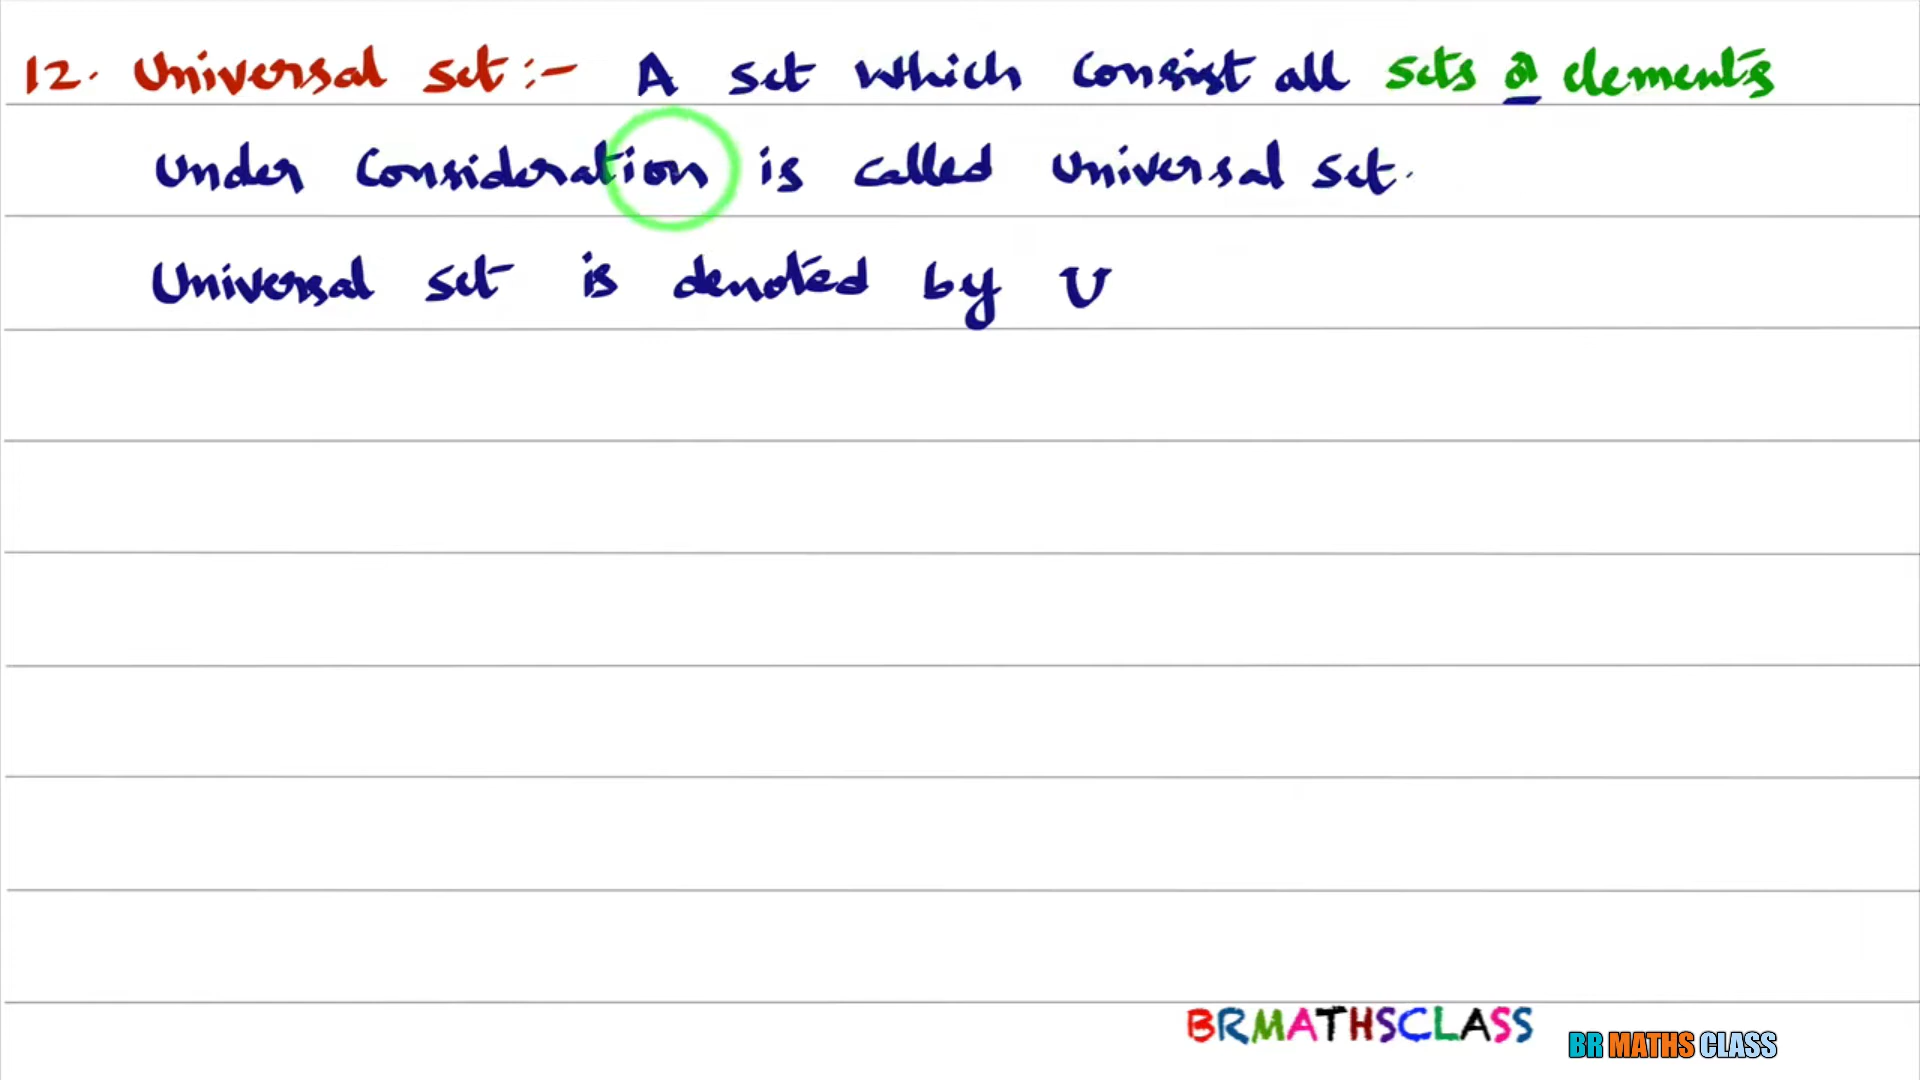 12. Universal set :- A set which consist all sets or elements
under consideration is called universal set.
Universal set is denoted by U
BRMATHSCLASS
BR MATHS CLASS